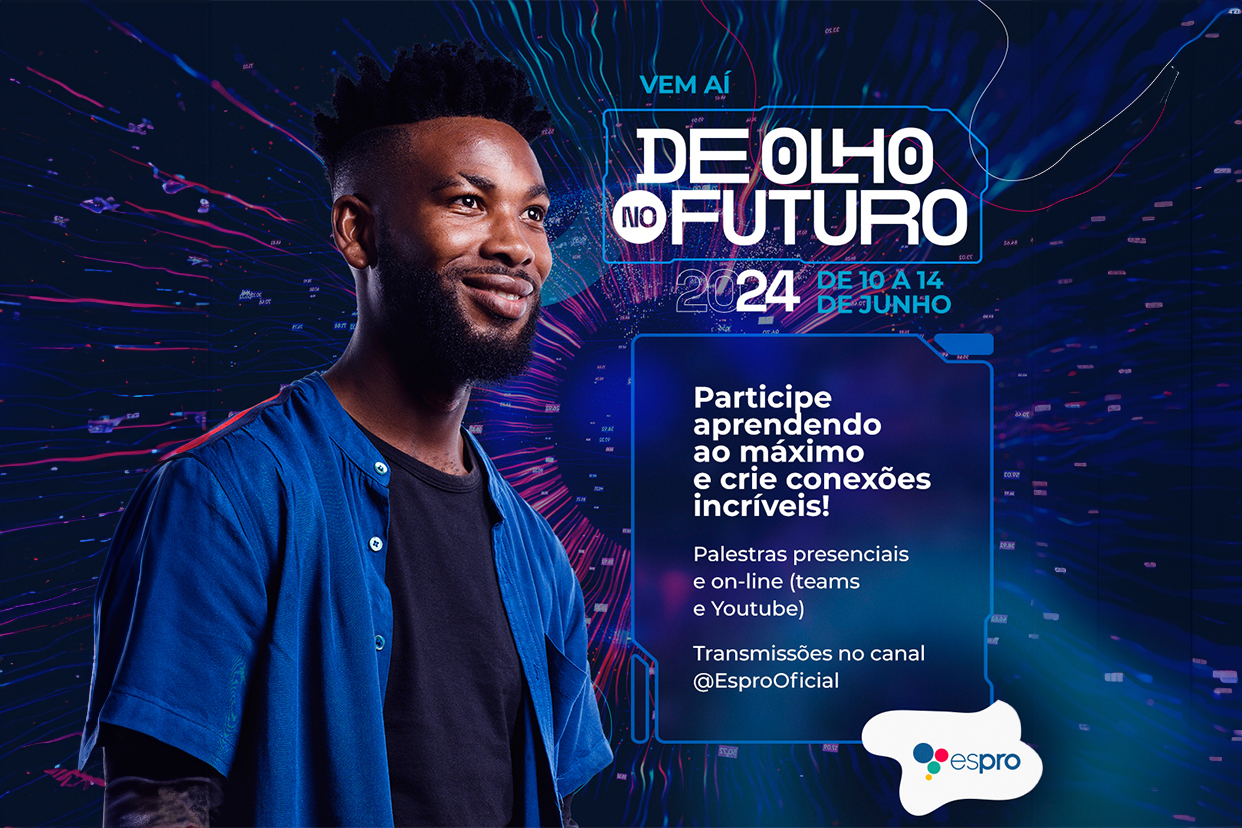 VEM AÍ
DE OLHO
NO FUTURO
2024 DE 10 A 14
DE JUNHO
Participe
aprendendo
ao máximo
e crie conexões
incríveis!
Palestras presenciais
e on-line (teams
e Youtube)
Transmissões no canal
@EsproOficial
espro